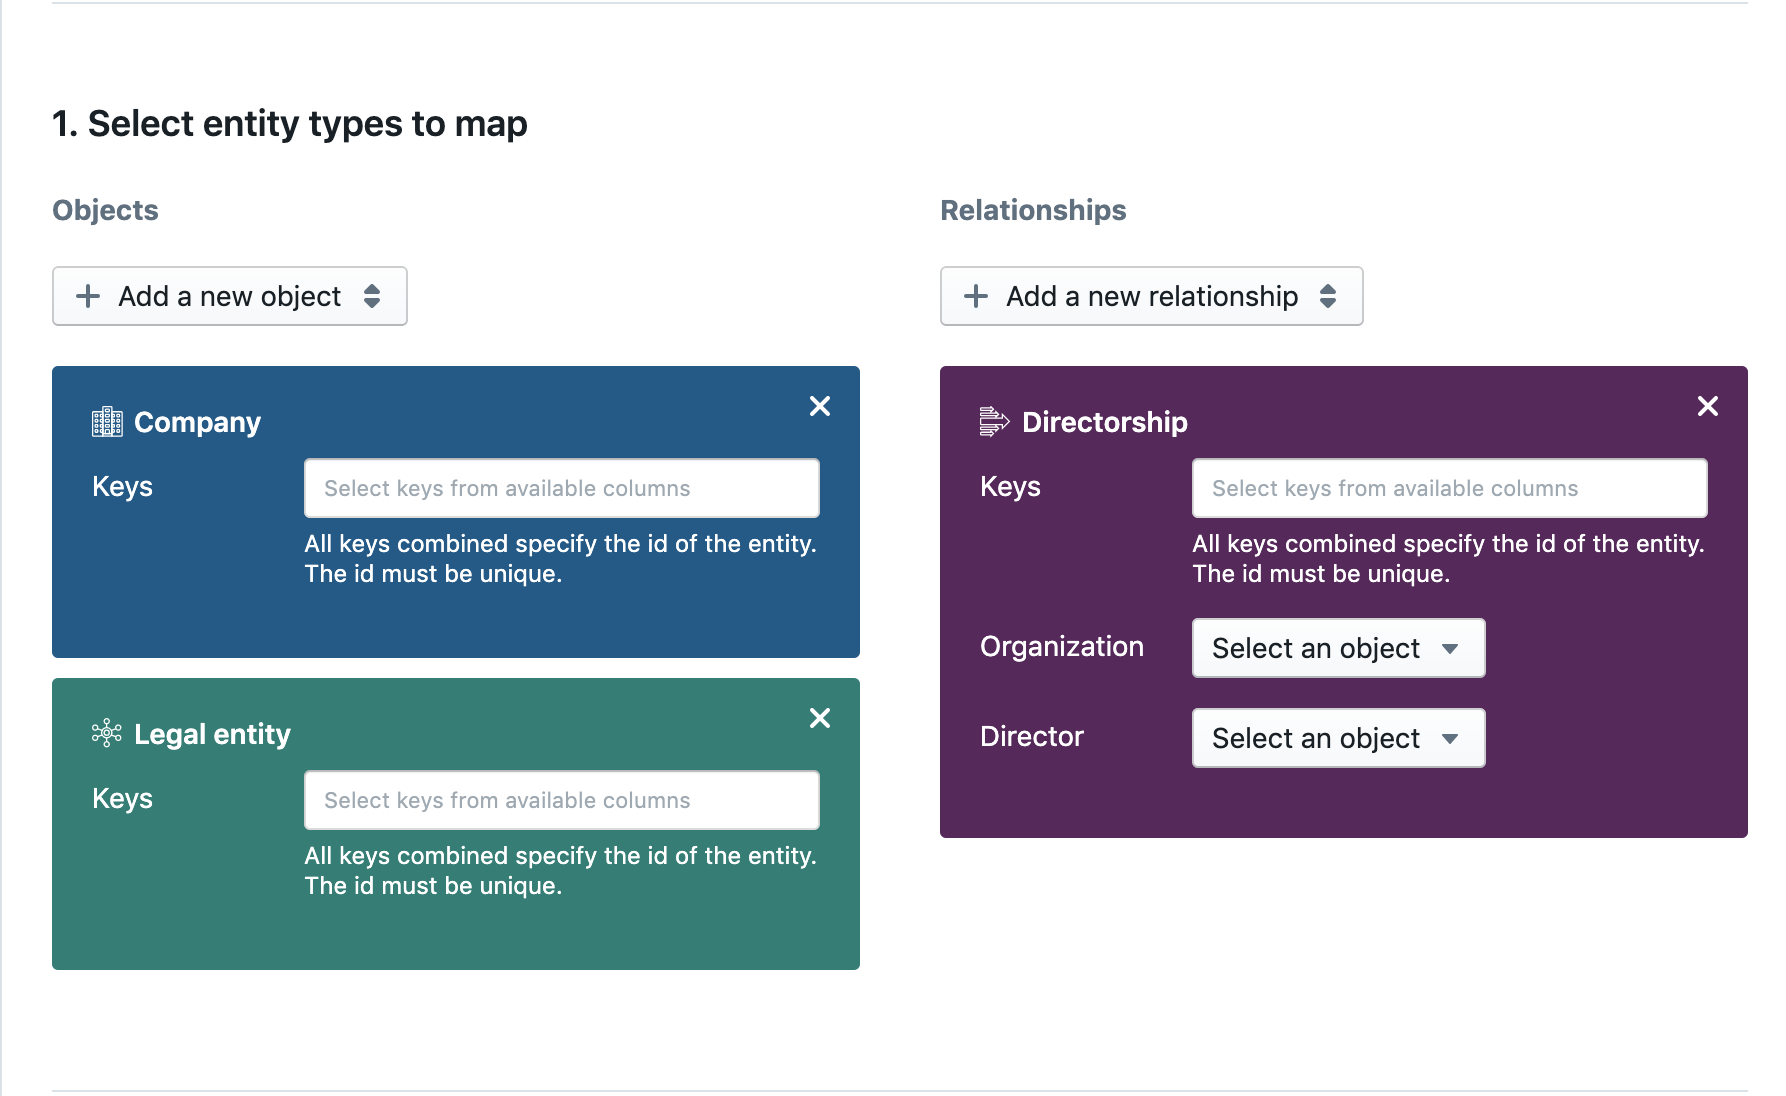 1. Select entity types to map
Objects
Add a new object
Company
Keys
Select keys from available columns
All keys combined specify the id of the entity.
The id must be unique.
Legal entity
Keys
Select keys from available columns
All keys combined specify the id of the entity.
The id must be unique.
Relationships
Add a new relationship
Directorship
Keys
Select keys from available columns
All keys combined specify the id of the entity.
The id must be unique.
Organization
Select an object
Director
Select an object